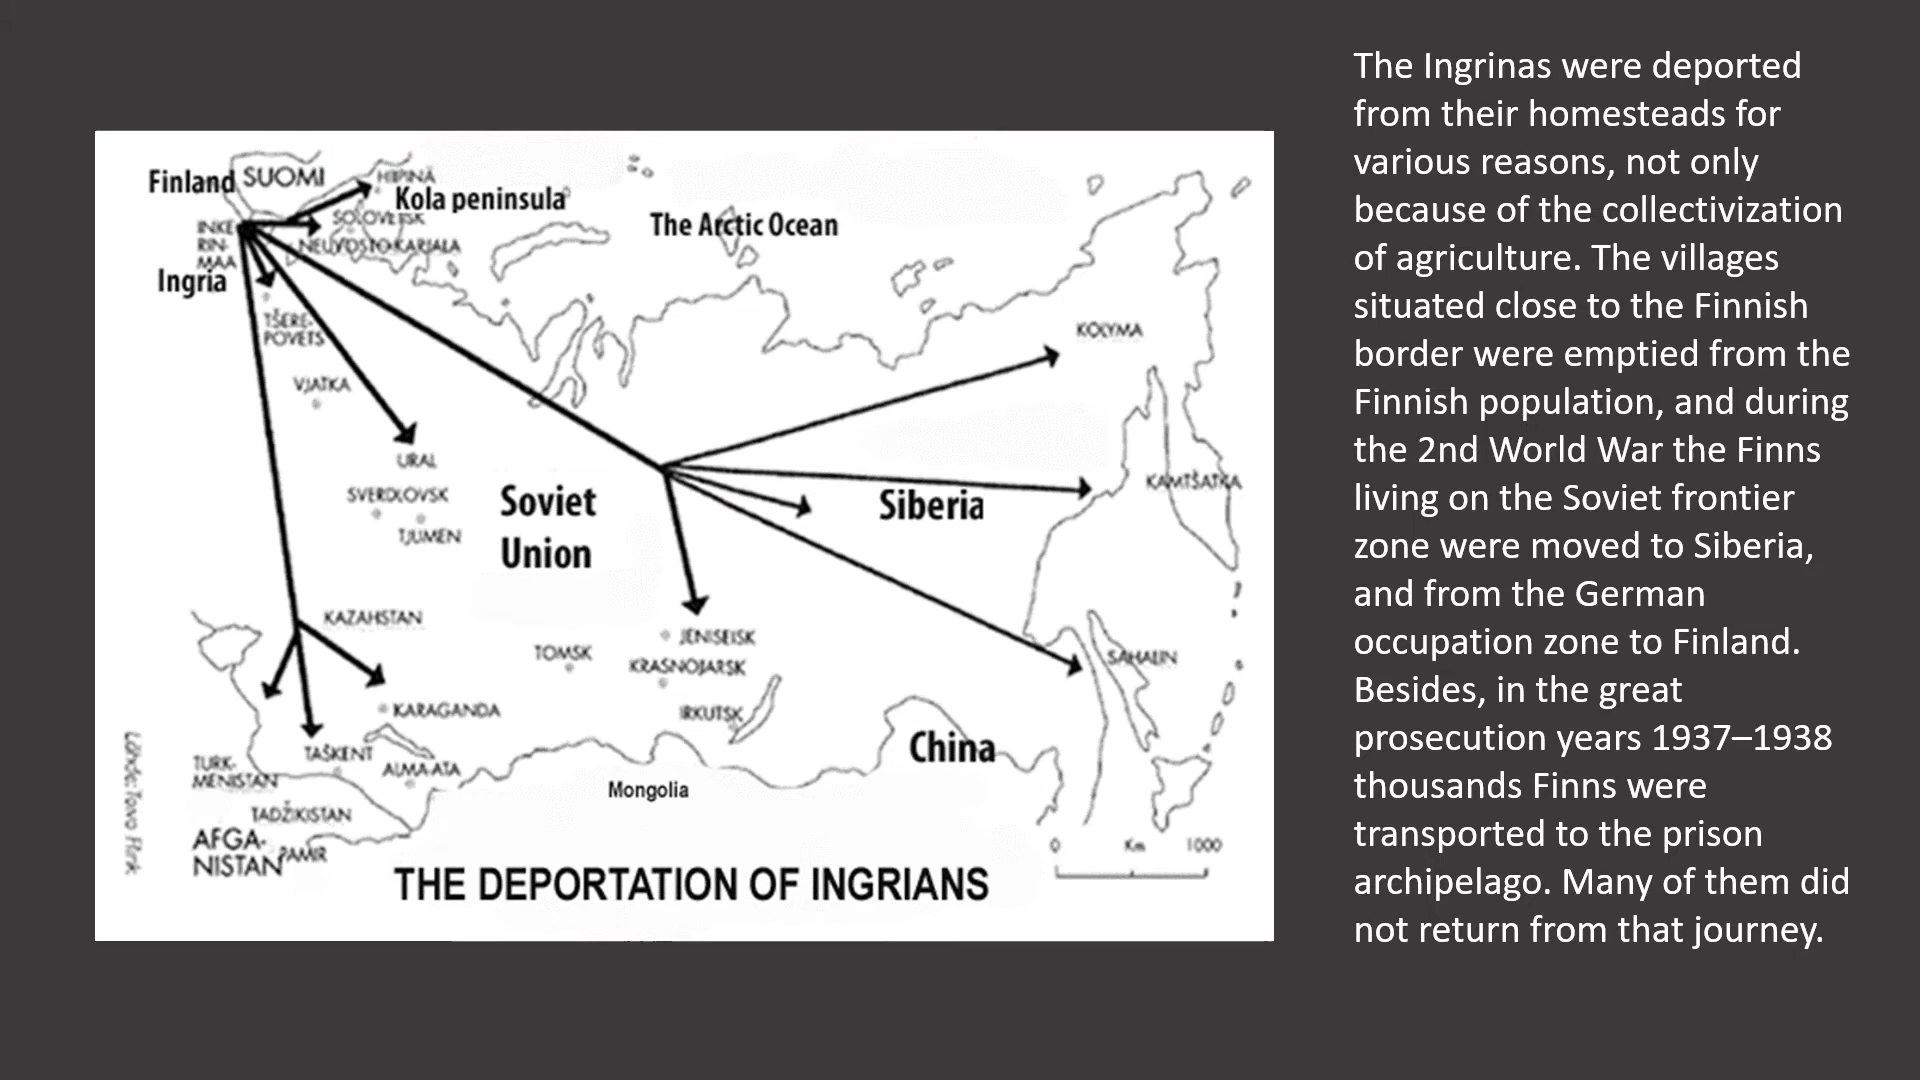 Finland
SUOMI
HIIPINÄ
Kola peninsula
SOLOVETSK
INKE-
RIN-
MAA
NEUVOSTO-KARJALA
Ingria
The Arctic Ocean
TŠERE-
POVETS
VJATKA
URAL
SVERDLOVSK
TJUMEN
Soviet
Union
KOLYMA
Siberia
KAMTŠATKA
KAZAHSTAN
JENISEISK
TOMSK
KRASNOJARSK
SAHALIN
KARAGANDA
IRKUTSK
TAŠKENT
ALMA-ATA
TURK-
MENISTAN
China
Mongolia
TADŽIKISTAN
AFGA-
NISTAN
PAMIR
0 Km 1000
Lähde: Toivo Flink
THE DEPORTATION OF INGRIANS
The Ingrinas were deported
from their homesteads for
various reasons, not only
because of the collectivization
of agriculture. The villages
situated close to the Finnish
border were emptied from the
Finnish population, and during
the 2nd World War the Finns
living on the Soviet frontier
zone were moved to Siberia,
and from the German
occupation zone to Finland.
Besides, in the great
prosecution years 1937–1938
thousands Finns were
transported to the prison
archipelago. Many of them did
not return from that journey.